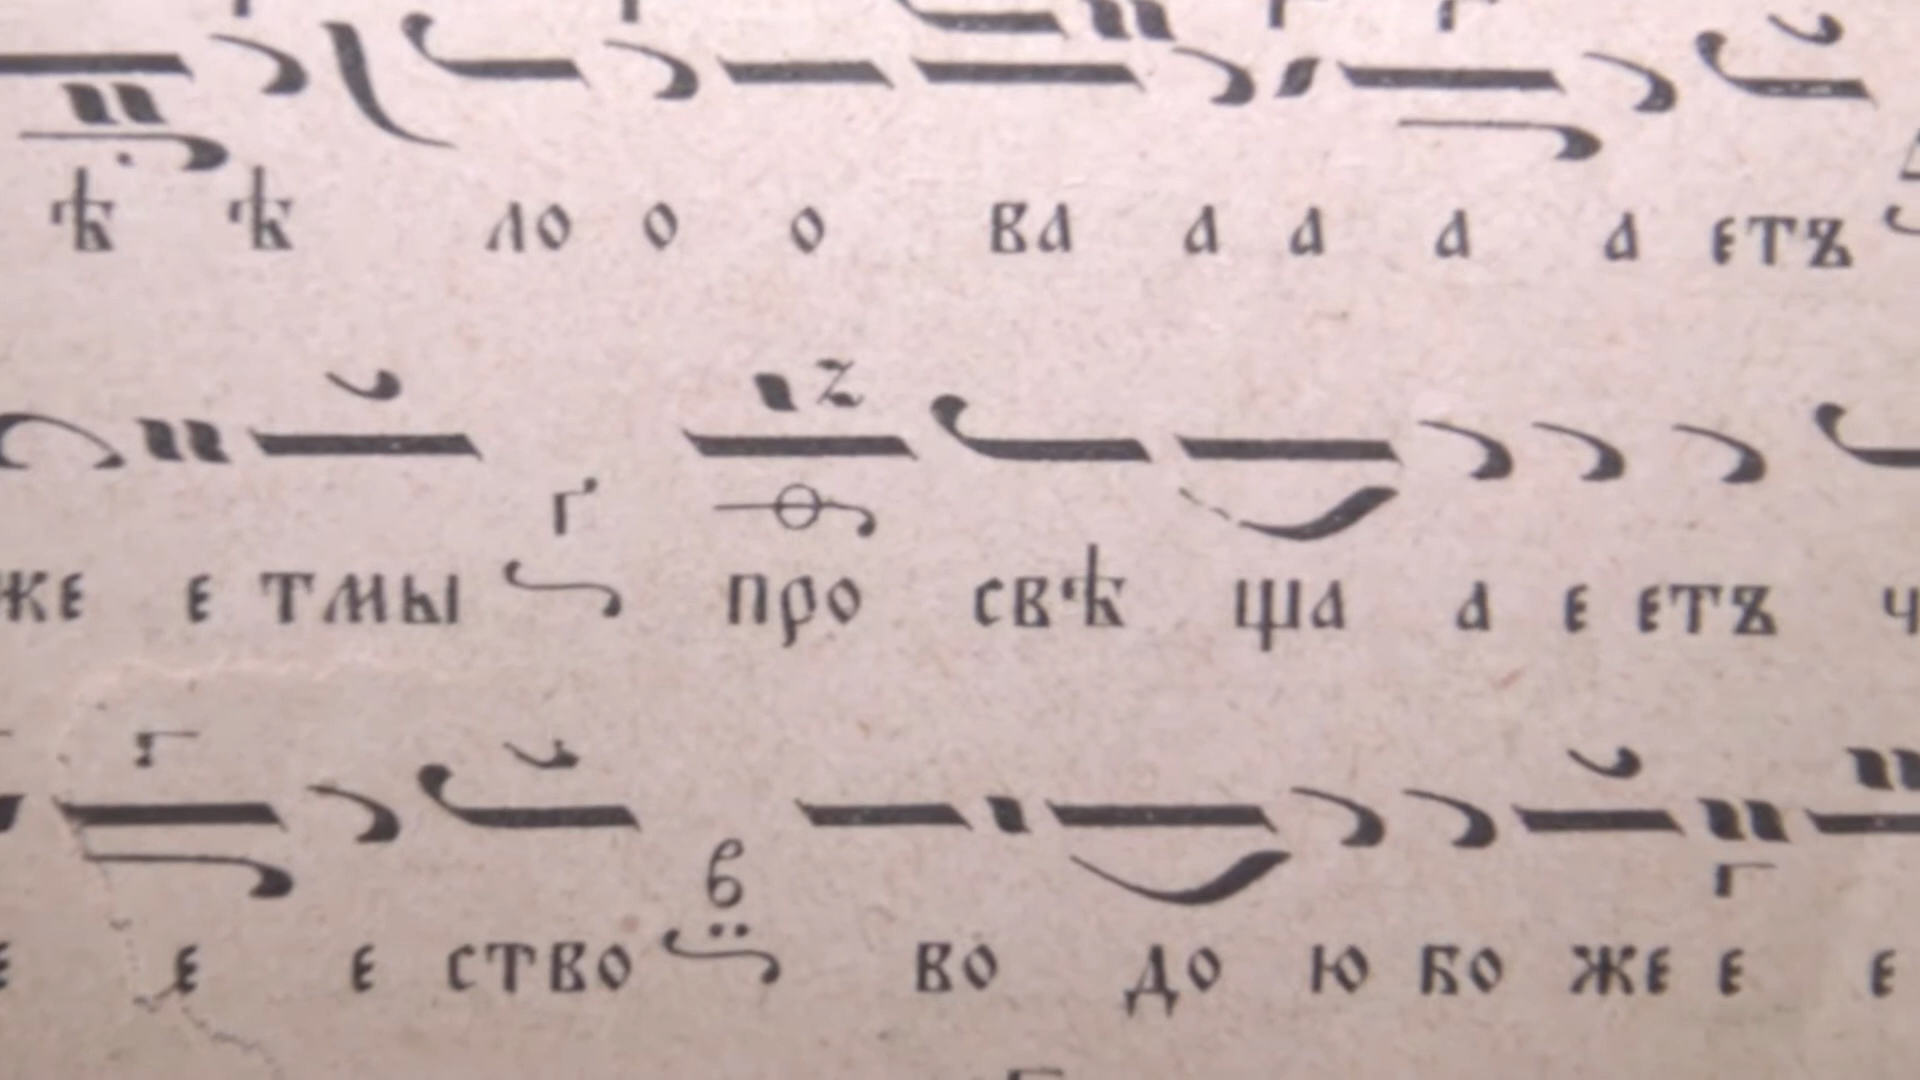 ѣ ѣ ло о о ва а а а а етъ
же е тмы про свѣ ща а е етъ
е е ство во до ю бо же е е